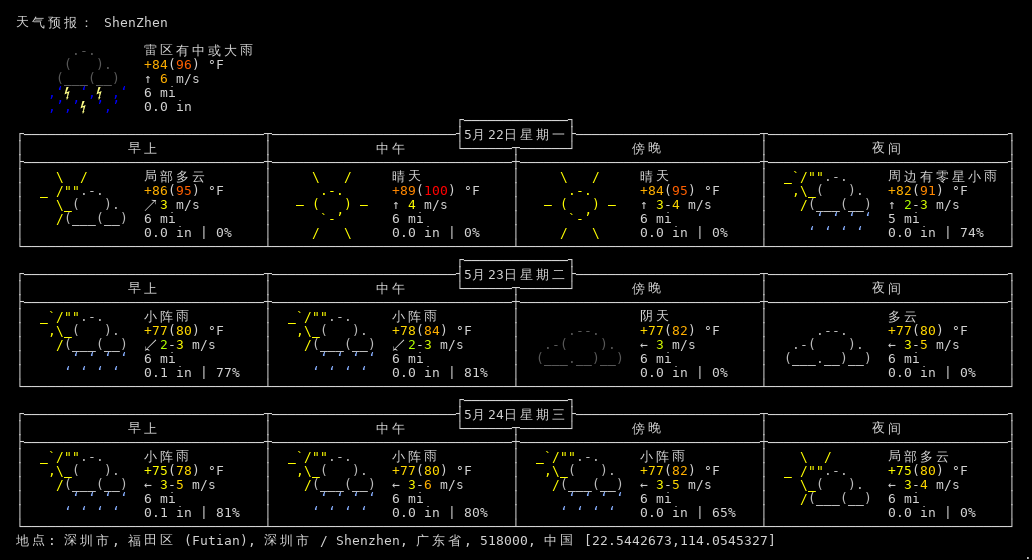 天气预报： ShenZhen
雷区有中或大雨
+84(96) °F
↑ 6 m/s
6 mi
0.0 in
5月22日星期一
早上 中午 傍晚 夜间
局部多云 晴天 晴天 周边有零星小雨
+86(95) °F +89(100) °F +84(95) °F +82(91) °F
↗ 3 m/s ↑ 4 m/s ↑ 3-4 m/s ↑ 2-3 m/s
6 mi 6 mi 6 mi 5 mi
0.0 in | 0% 0.0 in | 0% 0.0 in | 0% 0.0 in | 74%
5月23日星期二
早上 中午 傍晚 夜间
小阵雨 小阵雨 阴天 多云
+77(80) °F +78(84) °F +77(82) °F +77(80) °F
↙ 2-3 m/s ↙ 2-3 m/s ← 3 m/s ← 3-5 m/s
6 mi 6 mi 6 mi 6 mi
0.1 in | 77% 0.0 in | 81% 0.0 in | 0% 0.0 in | 0%
5月24日星期三
早上 中午 傍晚 夜间
小阵雨 小阵雨 小阵雨 局部多云
+75(78) °F +77(80) °F +77(82) °F +75(80) °F
← 3-5 m/s ← 3-6 m/s ← 3-5 m/s ← 3-4 m/s
6 mi 6 mi 6 mi 6 mi
0.1 in | 81% 0.0 in | 80% 0.0 in | 65% 0.0 in | 0%
地点: 深圳市, 福田区 (Futian), 深圳市 / Shenzhen, 广东省, 518000, 中国 [22.5442673,114.0545327]